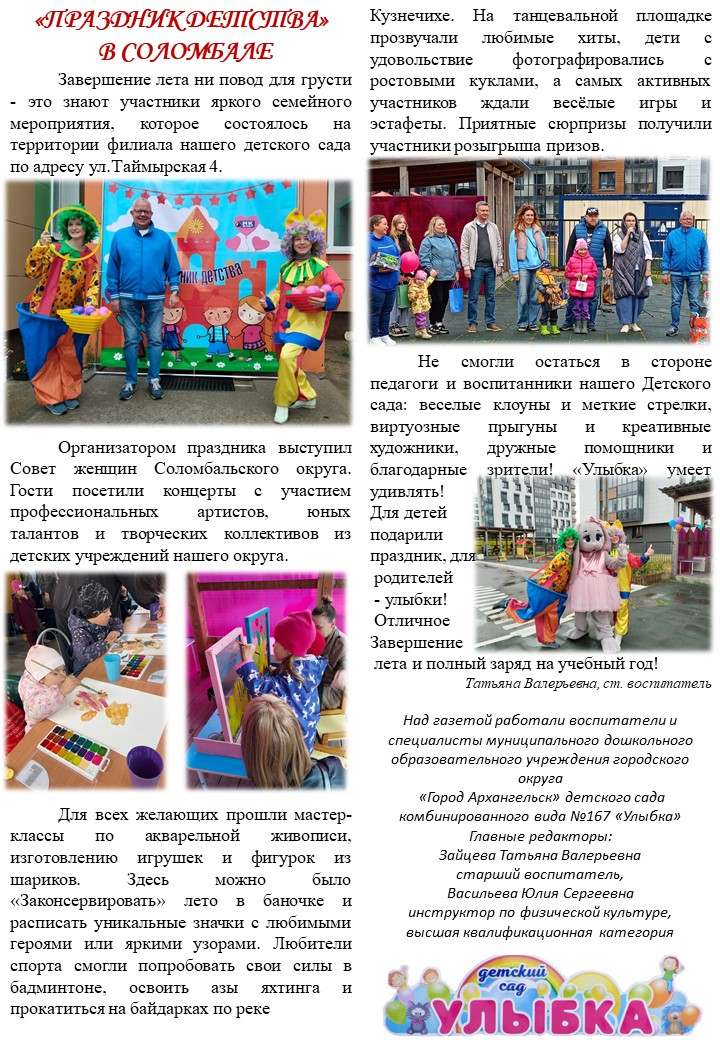 «ПРАЗДНИК ДЕТСТВА»
В СОЛОМБАЛЕ
Завершение лета ни повод для грусти
- это знают участники яркого семейного
мероприятия, которое состоялось на
территории филиала нашего детского сада
по адресу ул.Таймырская 4.
НИК ДЕТСТВА
Организатором праздника выступил
Совет женщин Соломбальского округа.
Гости посетили концерты с участием
профессиональных артистов, юных
талантов и творческих коллективов из
детских учреждений нашего округа.
Для всех желающих прошли мастер-
классы по акварельной живописи,
изготовлению игрушек и фигурок из
шариков. Здесь можно было
«Законсервировать» лето в баночке и
расписать уникальные значки с любимыми
героями или яркими узорами. Любители
спорта смогли попробовать свои силы в
бадминтоне, освоить азы яхтинга и
прокатиться на байдарках по реке
Кузнечихе. На танцевальной площадке
прозвучали любимые хиты, дети с
удовольствие фотографировались с
ростовыми куклами, а самых активных
участников ждали весёлые игры и
эстафеты. Приятные сюрпризы получили
участники розыгрыша призов.
Не смогли остаться в стороне
педагоги и воспитанники нашего Детского
сада: веселые клоуны и меткие стрелки,
виртуозные прыгуны и креативные
художники, дружные помощники и
благодарные зрители! «Улыбка» умеет
удивлять!
Для детей
подарили
праздник, для
родителей
- улыбки!
Отличное
Завершение
лета и полный заряд на учебный год!
Татьяна Валерьевна, ст. воспитатель
Над газетой работали воспитатели и
специалисты муниципального дошкольного
образовательного учреждения городского
округа
«Город Архангельск» детского сада
комбинированного вида №167 «Улыбка»
Главные редакторы:
Зайцева Татьяна Валерьевна
старший воспитатель,
Васильева Юлия Сергеевна
инструктор по физической культуре,
высшая квалификационная категория
детский
сад
УЛЫБКА